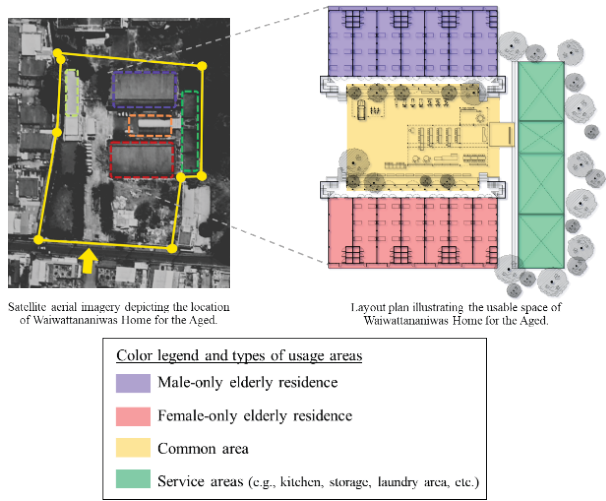 Satellite aerial imagery depicting the location
of Waiwattananiwas Home for the Aged.
Layout plan illustrating the usable space of
Waiwattananiwas Home for the Aged.
Color legend and types of usage areas
Male-only elderly residence
Female-only elderly residence
Common area
Service areas (e.g., kitchen, storage, laundry area, etc.)